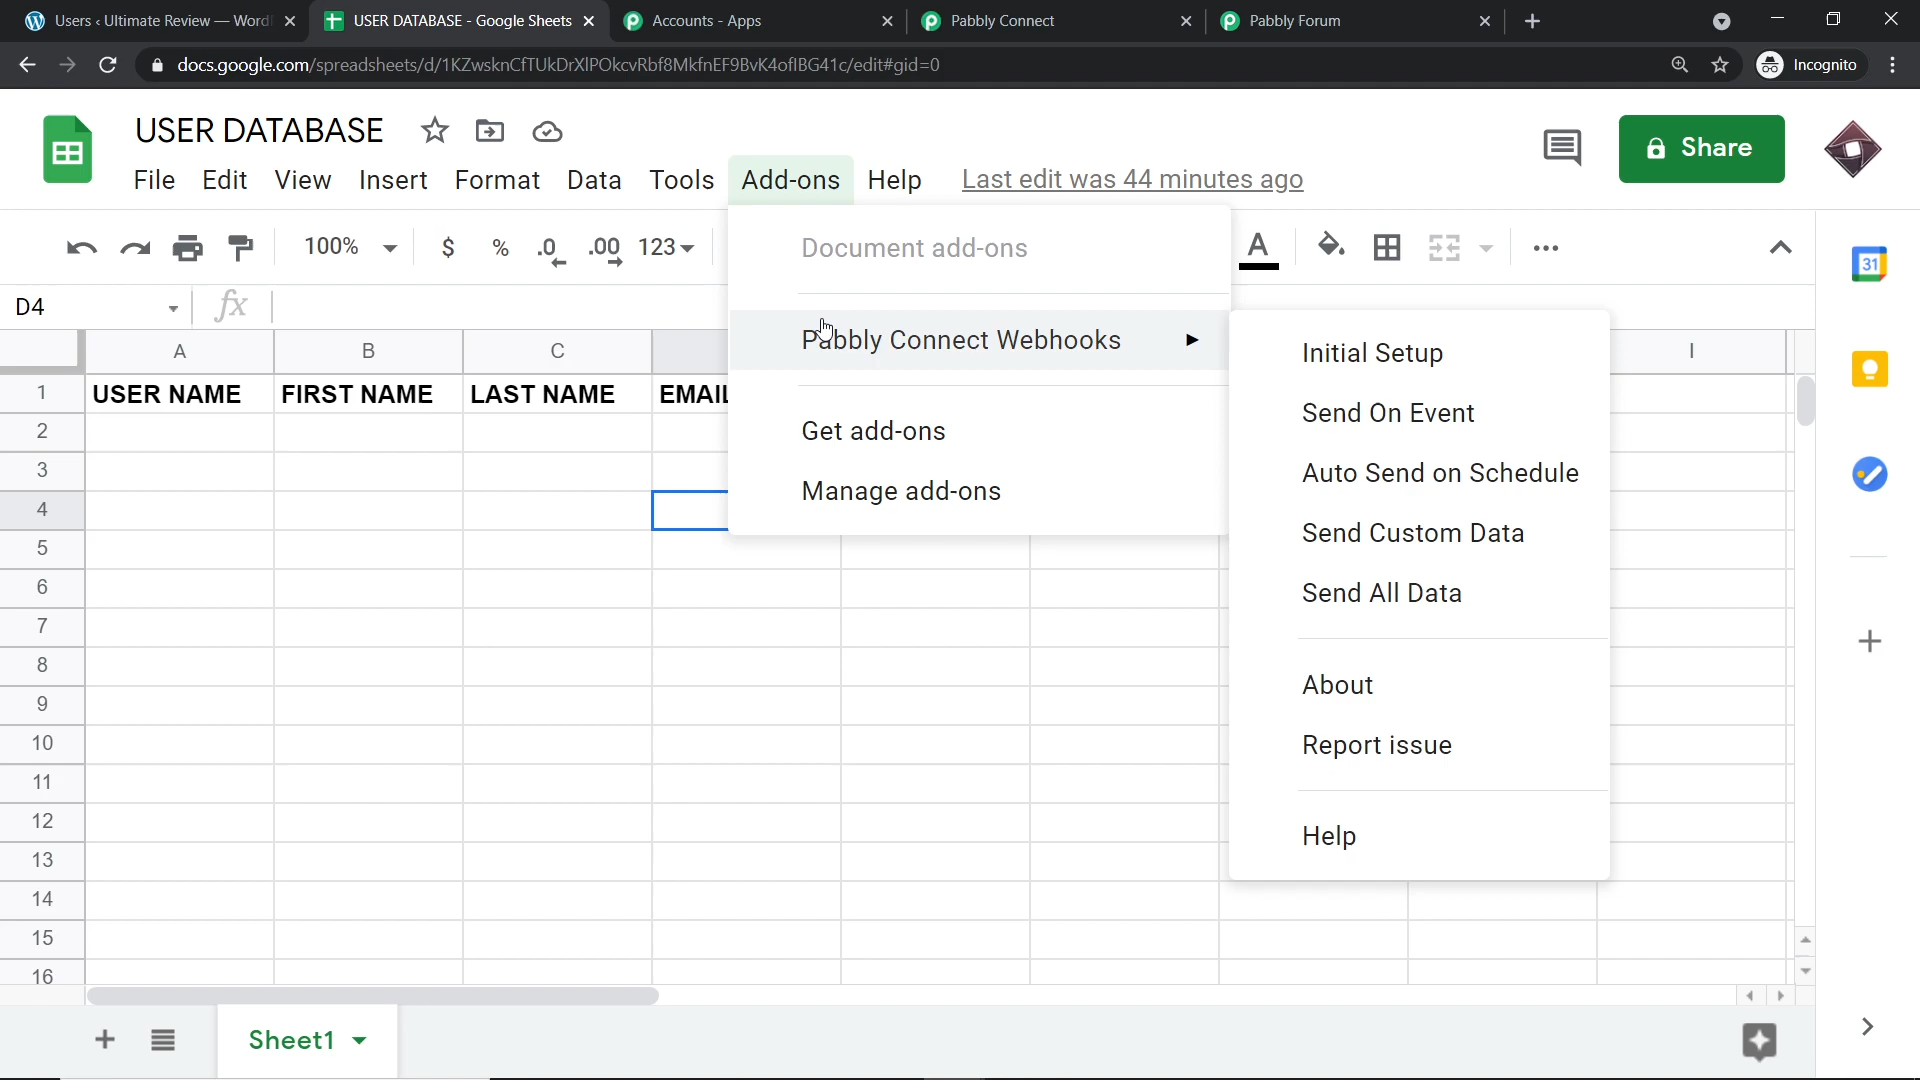 Users ‹ Ultimate Review — Word
USER DATABASE - Google Sheets
Accounts - Apps
Pabbly Connect
Pabbly Forum
docs.google.com/spreadsheets/d/1KZwsknCfTUkDrXlPOkcvRbf8MkfnEF9BvK4oflBG41c/edit#gid=0
Incognito
USER DATABASE
Share
File Edit View Insert Format Data Tools Add-ons Help Last edit was 44 minutes ago
100% $ % .0 .00 123 A
31
D4 fx
Document add-ons
Pabbly Connect Webhooks
Get add-ons
Manage add-ons
Initial Setup
Send On Event
Auto Send on Schedule
Send Custom Data
Send All Data
About
Report issue
Help
A B C I
1 USER NAME FIRST NAME LAST NAME EMAIL
2
3
4
5
6
7
8
9
10
11
12
13
14
15
16
Sheet1